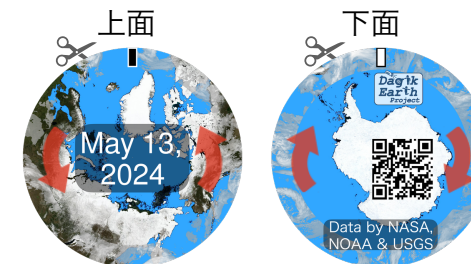 上面
May 13,
2024
下面
Dagik
Earth
Project
Data by NASA,
NOAA & USGS